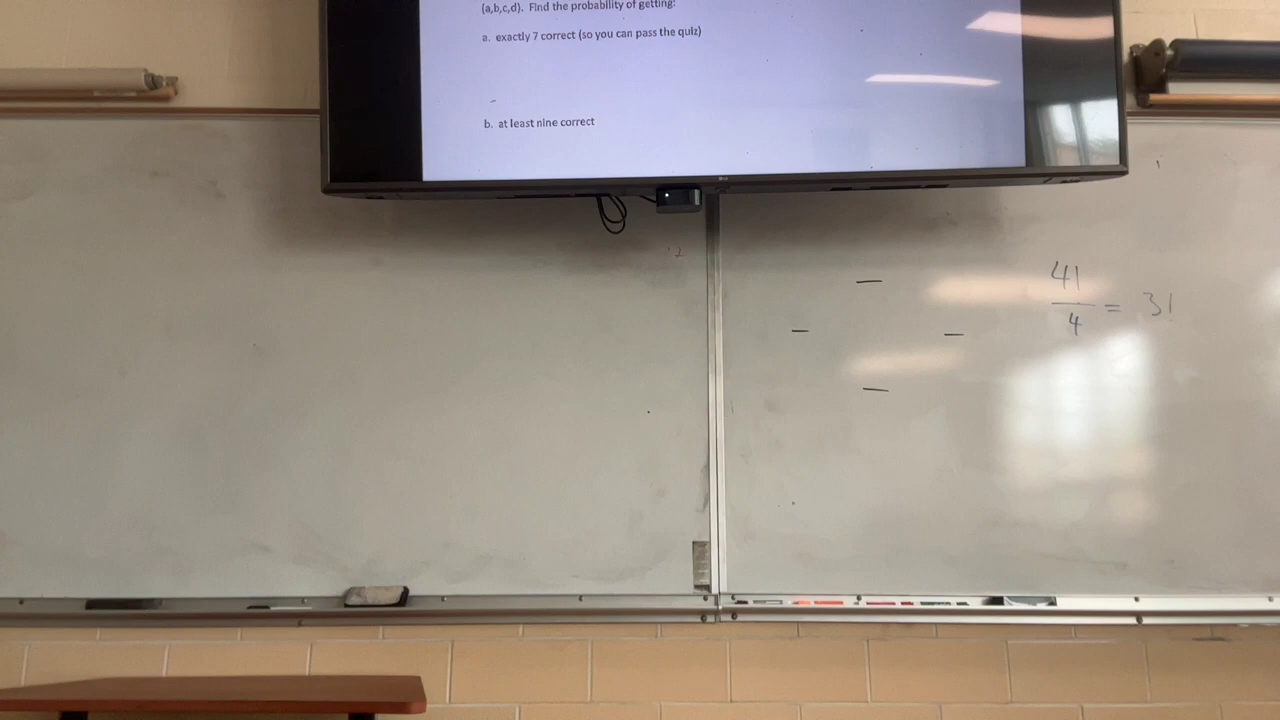 (a,b,c,d). Find the probability of getting:
a. exactly 7 correct (so you can pass the quiz)
b. at least nine correct
4!
4
= 3!